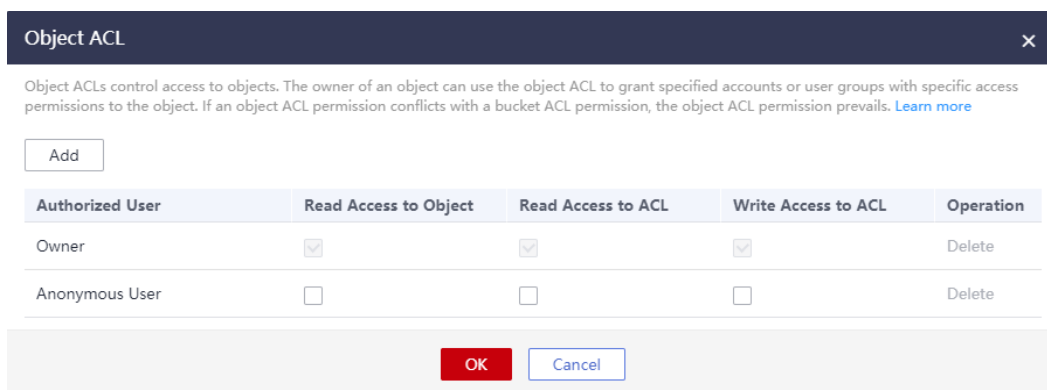 Object ACL
Object ACLs control access to objects. The owner of an object can use the object ACL to grant specified accounts or user groups with specific access
permissions to the object. If an object ACL permission conflicts with a bucket ACL permission, the object ACL permission prevails. Learn more
Add
Authorized User Read Access to Object Read Access to ACL Write Access to ACL Operation
Owner Delete
Anonymous User Delete
OK Cancel